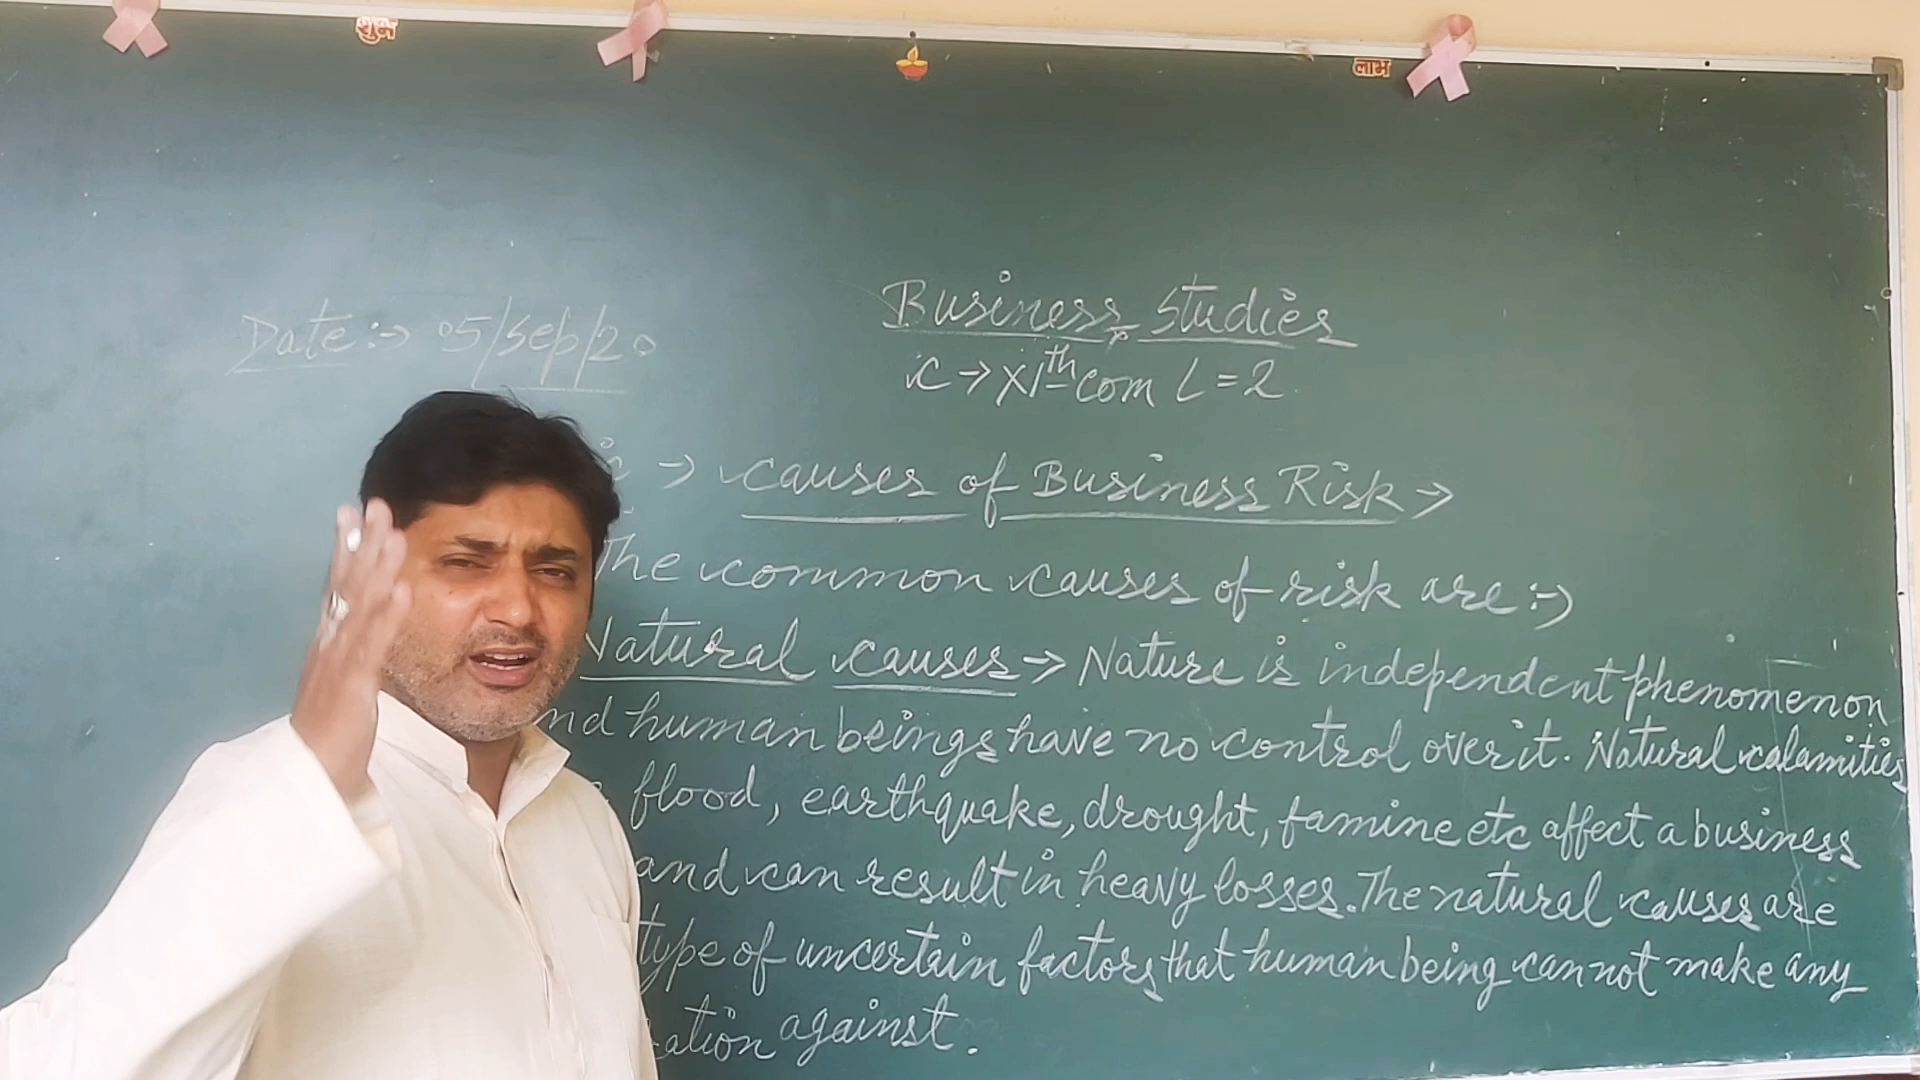 शुभ
लाभ
Business Studies
Date :-> 05/Sep/20
C -> XIth com L = 2
-> Causes of Business Risk ->
The common causes of risk are :->
Natural causes -> Nature is independent phenomenon
human beings have no control over it. Natural calamities
flood, earthquake, drought, famine etc affect a business
and can result in heavy losses. The natural causes are
type of uncertain factors that human being can not make any
against.